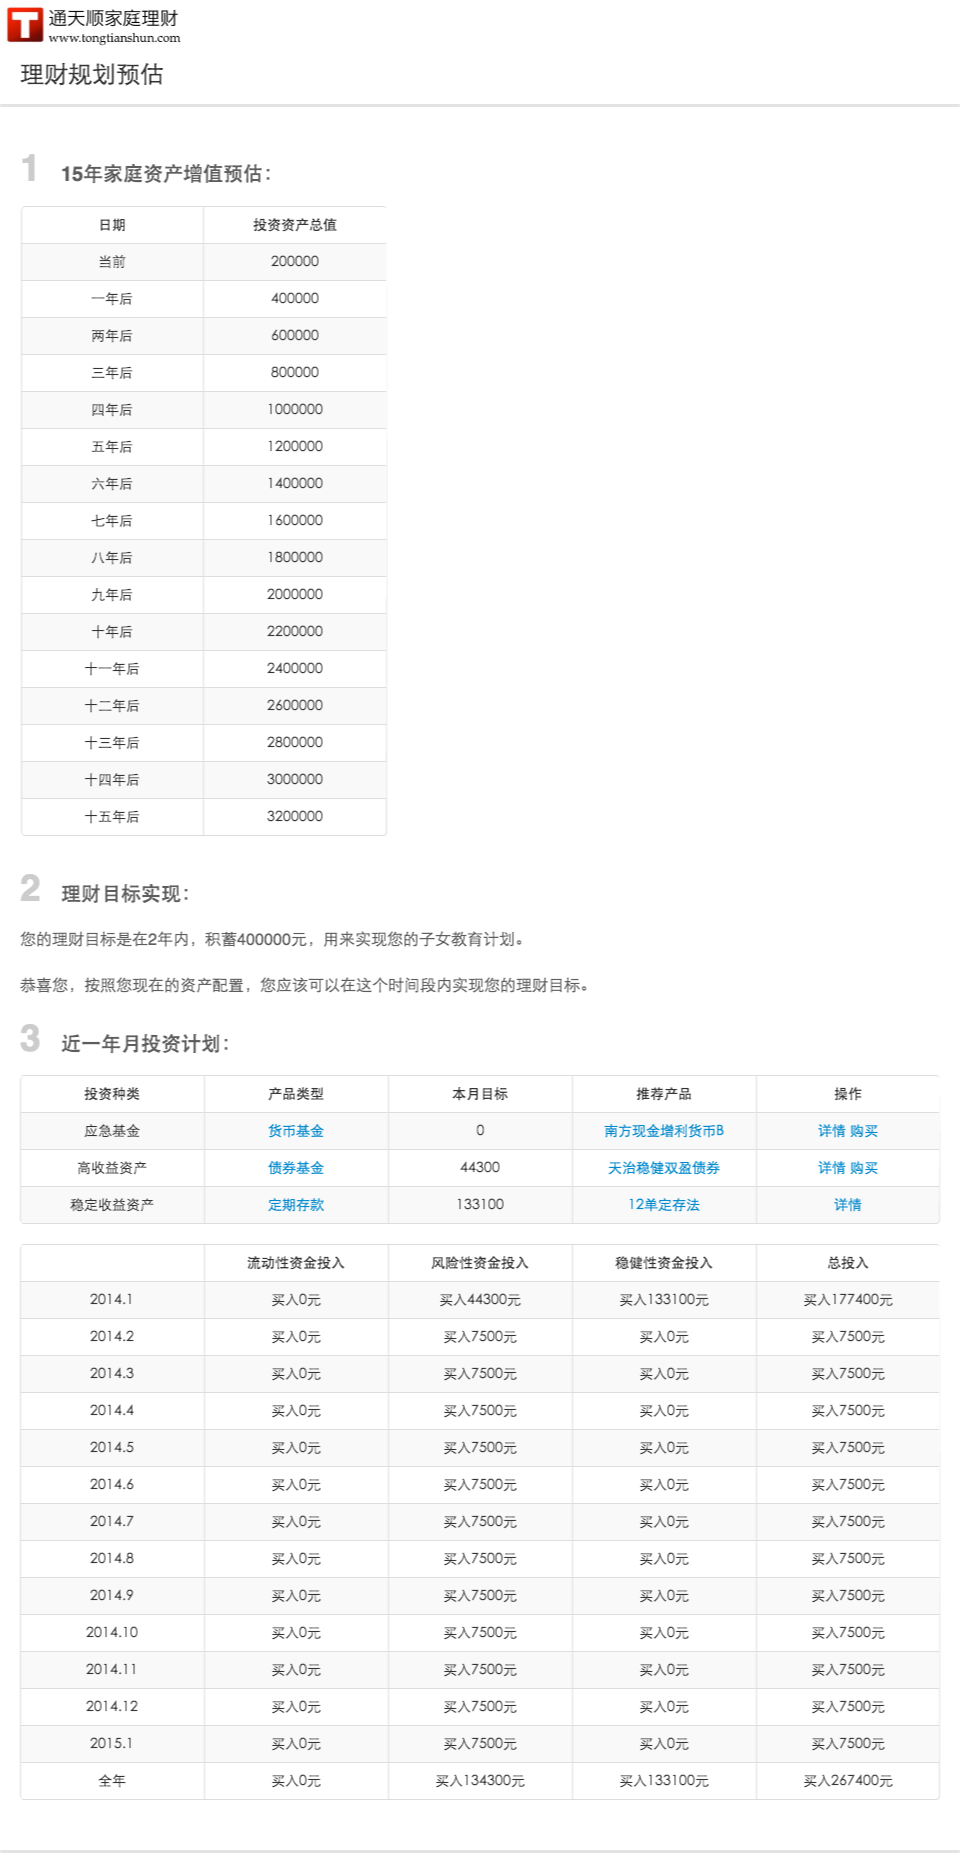 通天顺家庭理财
www.tongtianshun.com
理财规划预估
1 15年家庭资产增值预估：
日期 投资资产总值
当前 200000
一年后 400000
两年后 600000
三年后 800000
四年后 1000000
五年后 1200000
六年后 1400000
七年后 1600000
八年后 1800000
九年后 2000000
十年后 2200000
十一年后 2400000
十二年后 2600000
十三年后 2800000
十四年后 3000000
十五年后 3200000
2 理财目标实现：
您的理财目标是在2年内，积蓄400000元，用来实现您的子女教育计划。
恭喜您，按照您现在的资产配置，您应该可以在这个时间段内实现您的理财目标。
3 近一年月投资计划：
投资种类 产品类型 本月目标 推荐产品 操作
应急基金 货币基金 0 南方现金增利货币B 详情 购买
高收益资产 债券基金 44300 天治稳健双盈债券 详情 购买
稳定收益资产 定期存款 133100 12单定存法 详情
流动性资金投入 风险性资金投入 稳健性资金投入 总投入
2014.1 买入0元 买入44300元 买入133100元 买入177400元
2014.2 买入0元 买入7500元 买入0元 买入7500元
2014.3 买入0元 买入7500元 买入0元 买入7500元
2014.4 买入0元 买入7500元 买入0元 买入7500元
2014.5 买入0元 买入7500元 买入0元 买入7500元
2014.6 买入0元 买入7500元 买入0元 买入7500元
2014.7 买入0元 买入7500元 买入0元 买入7500元
2014.8 买入0元 买入7500元 买入0元 买入7500元
2014.9 买入0元 买入7500元 买入0元 买入7500元
2014.10 买入0元 买入7500元 买入0元 买入7500元
2014.11 买入0元 买入7500元 买入0元 买入7500元
2014.12 买入0元 买入7500元 买入0元 买入7500元
2015.1 买入0元 买入7500元 买入0元 买入7500元
全年 买入0元 买入134300元 买入133100元 买入267400元